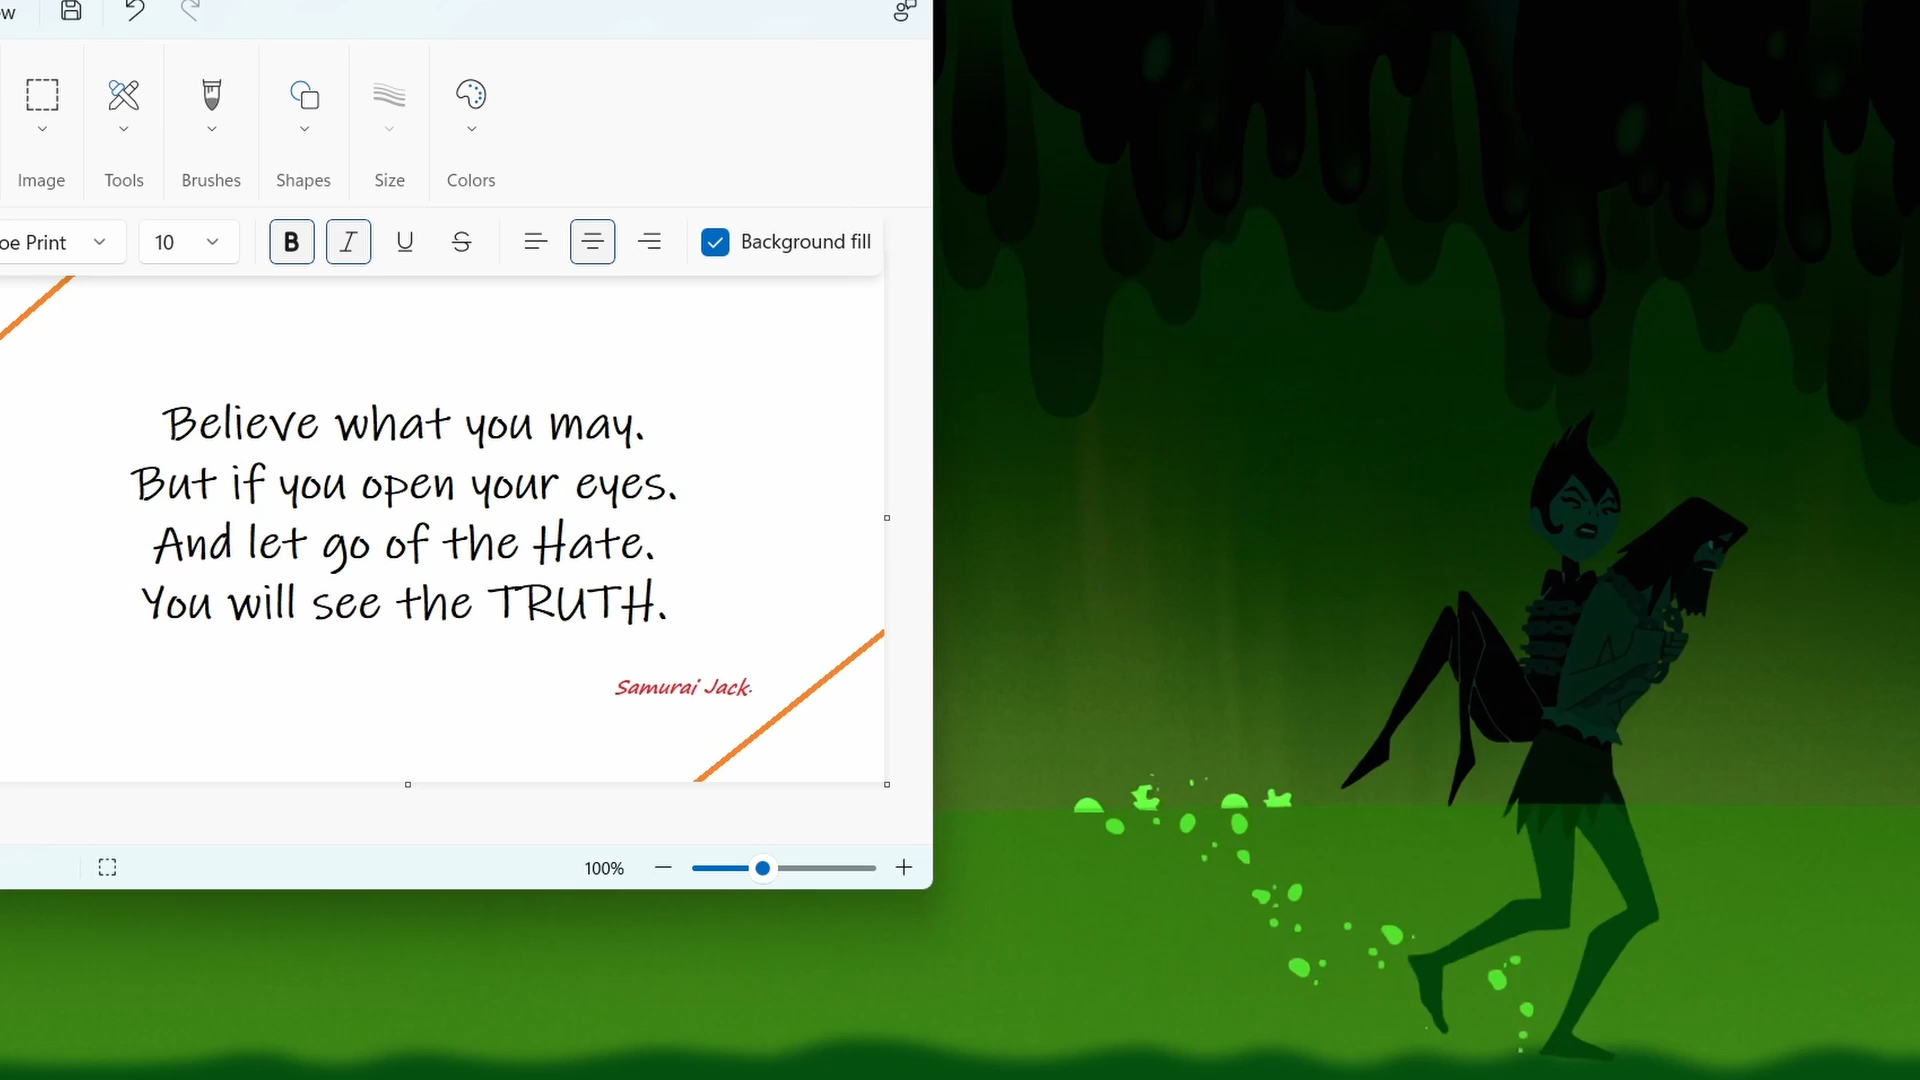 Image
Tools
Brushes
Shapes
Size
Colors
Print
10
B
I
U
S
Background fill
Believe what you may.
But if you open your eyes.
And let go of the Hate.
You will see the TRUTH.
Samurai Jack.
100%